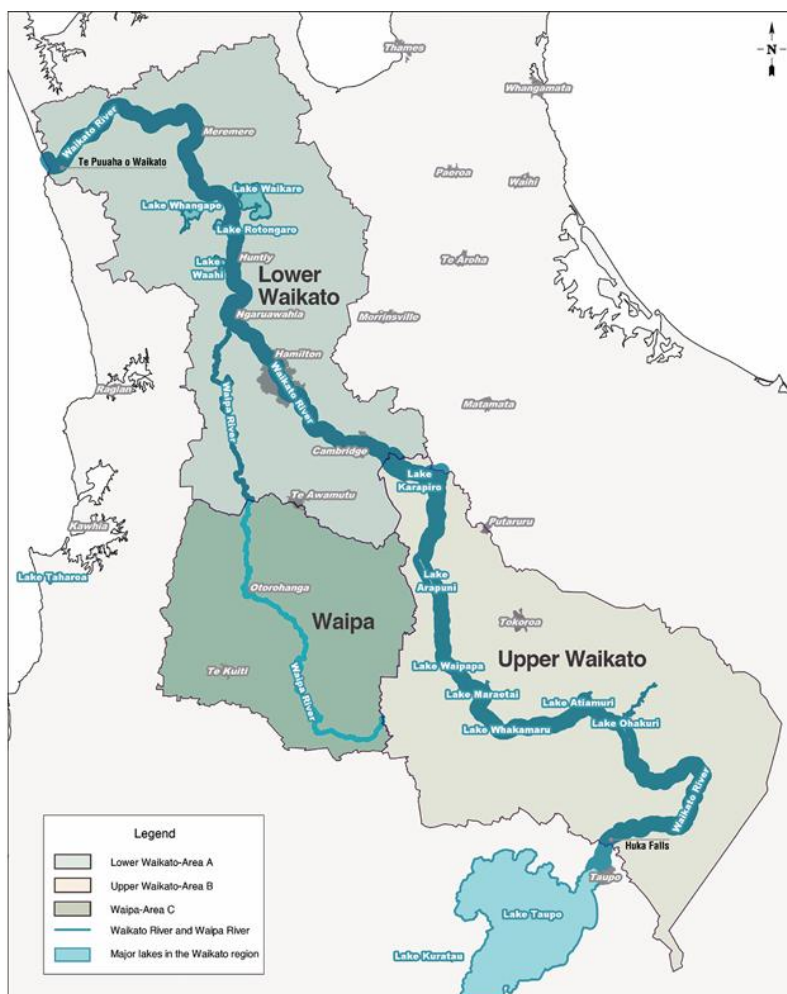 Thames
N
Whangamata
Waikato River
Meremere
Te Puuaha o Waikato
Paeroa
Waihi
Lake Waikare
Lake Whangape
Lake Rotongaro
Huntly
Lake
Waahi
Te Aroha
Lower
Waikato
Ngaruawahia
Morrinsville
Hamilton
Waikato River
Raglan
Waipa River
Matamata
Cambridge
Lake
Karapiro
Te Awamutu
Putaruru
Kawhia
Lake Taharoa
Lake
Arapuni
Otorohanga
Waipa
Tokoroa
Upper Waikato
Te Kuiti
Lake Waipapa
Waipa River
Lake Maraetai
Lake Atiamuri
Lake Whakamaru
Lake Ohakuri
Waikato River
Huka Falls
Taupo
Lake Taupo
Lake Kuratau
Legend
Lower Waikato-Area A
Upper Waikato-Area B
Waipa-Area C
Waikato River and Waipa River
Major lakes in the Waikato region